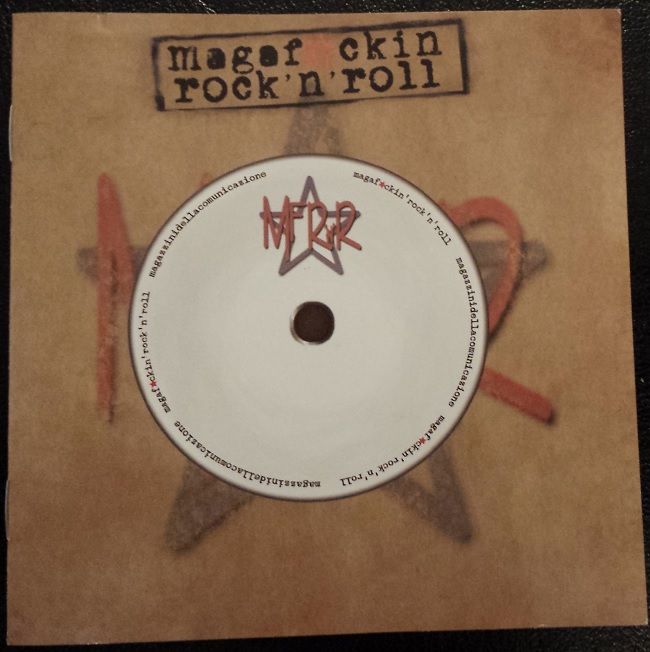 magaf*ckin
rock'n'roll
MFRnR
magaf*ckin'rock'n'roll
magazzinidellacomunicazione
magaf*ckin'rock'n'roll
magazzinidellacomunicazione
magaf*ckin'rock'n'roll
magazzinidellacomunicazione